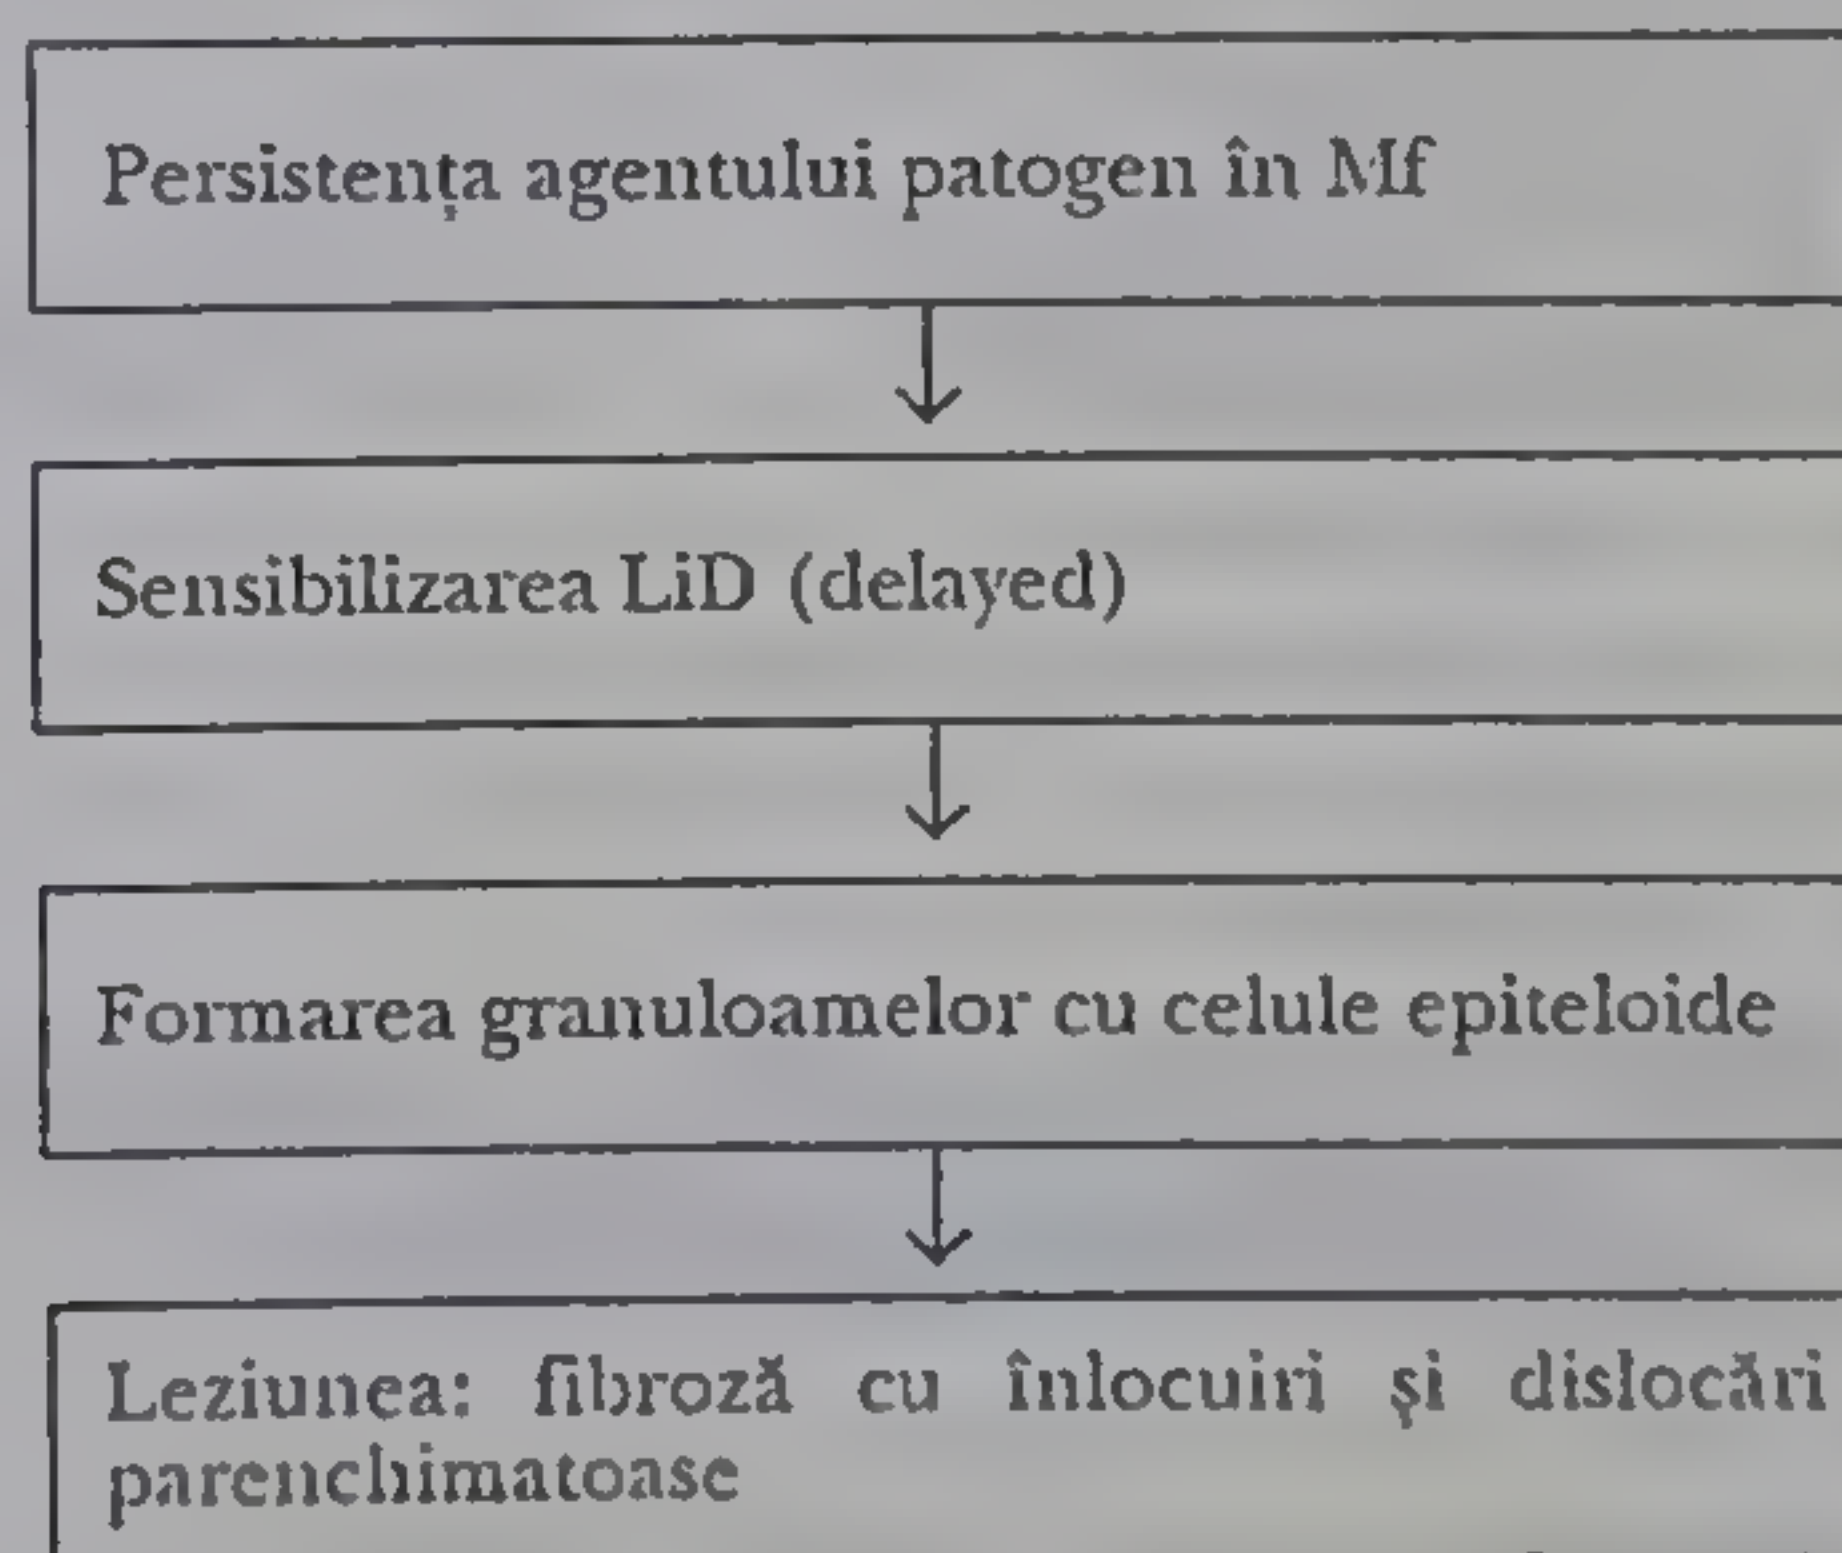 Persistența agentului patogen în Mf
Sensibilizarea LiD (delayed)
Formarea granuloamelor cu celule epiteloide
Leziunea: fibroză cu înlocuiri și dislocări
parenchimatoase